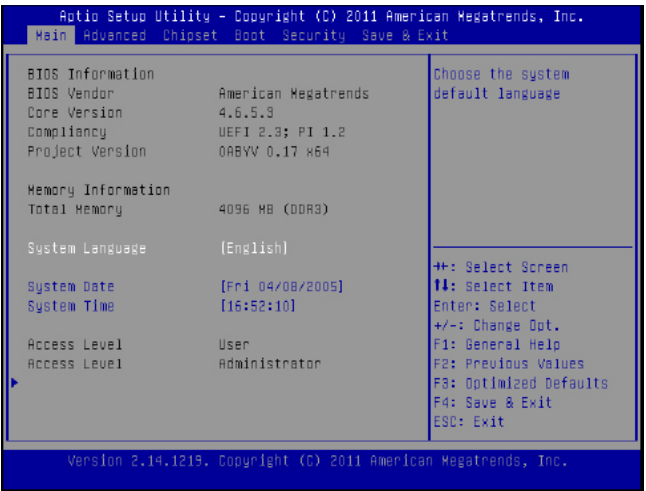 Aptio Setup Utility - Copyright (C) 2011 American Megatrends, Inc.
Main Advanced Chipset Boot Security Save & Exit
BIOS Information
BIOS Vendor American Megatrends
Core Version 4.6.5.3
Compliancy UEFI 2.3; PI 1.2
Project Version 0ABYV 0.17 x64
Memory Information
Total Memory 4096 MB (DDR3)
System Language [English]
System Date [Fri 04/08/2005]
System Time [16:52:10]
Access Level User
Access Level Administrator
Choose the system
default language
→←: Select Screen
↑↓: Select Item
Enter: Select
+/-: Change Opt.
F1: General Help
F2: Previous Values
F3: Optimized Defaults
F4: Save & Exit
ESC: Exit
Version 2.14.1219. Copyright (C) 2011 American Megatrends, Inc.